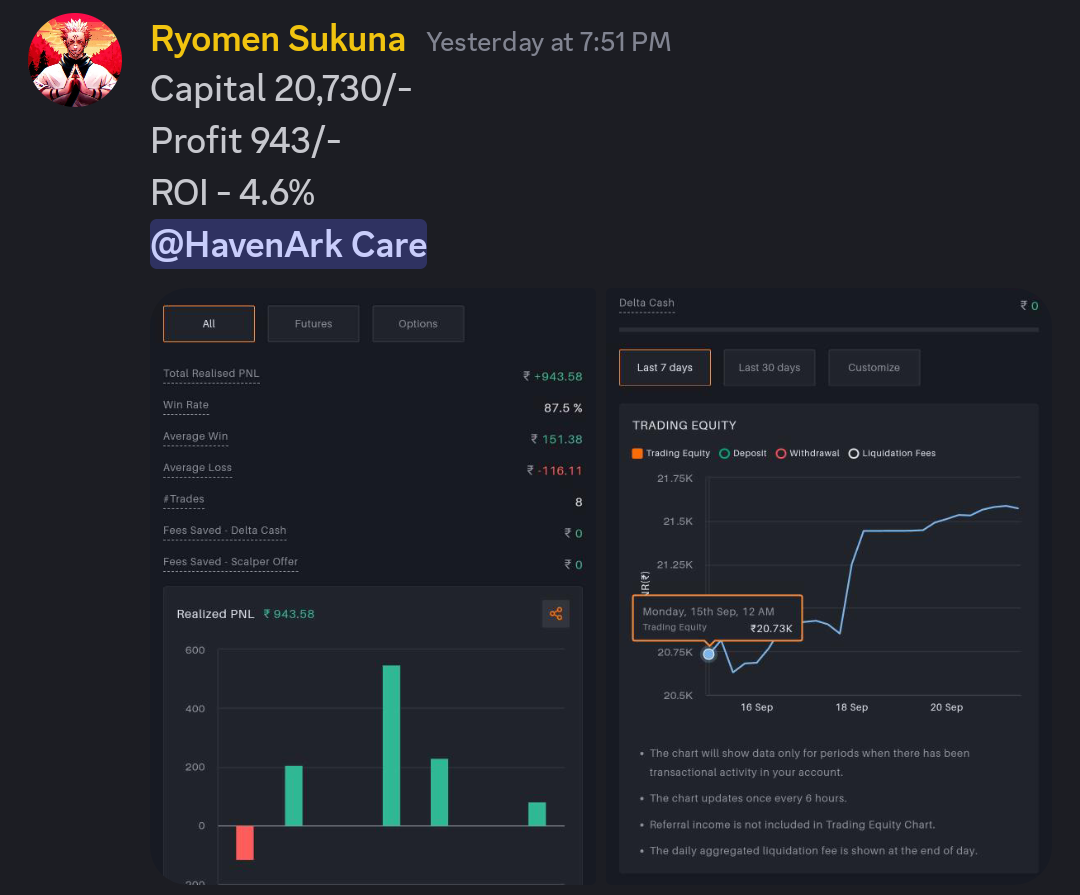 Ryomen Sukuna Yesterday at 7:51 PM
Capital 20,730/-
Profit 943/-
ROI - 4.6%
@HavenArk Care
All Futures Options
Total Realised PNL ₹ +943.58
Win Rate 87.5 %
Average Win ₹ 151.38
Average Loss ₹ -116.11
#Trades 8
Fees Saved - Delta Cash ₹ 0
Fees Saved - Scalper Offer ₹ 0
Realized PNL ₹ 943.58
600
400
200
0
200
Delta Cash ₹ 0
Last 7 days Last 30 days Customize
TRADING EQUITY
Trading Equity Deposit Withdrawal Liquidation Fees
21.75K
21.5K
21.25K
NR(₹)
Monday, 15th Sep, 12 AM
Trading Equity ₹20.73K
20.75K
20.5K
16 Sep 18 Sep 20 Sep
• The chart will show data only for periods when there has been
transactional activity in your account.
• The chart updates once every 6 hours.
• Referral income is not included in Trading Equity Chart.
• The daily aggregated liquidation fee is shown at the end of day.